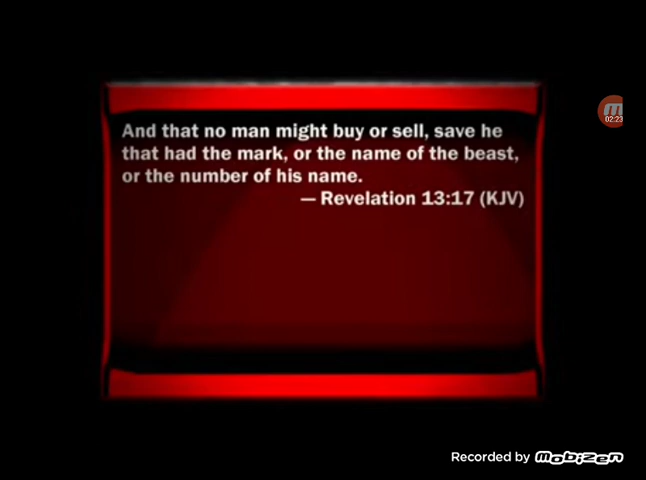 And that no man might buy or sell, save he
that had the mark, or the name of the beast,
or the number of his name.
— Revelation 13:17 (KJV)
02:23
Recorded by mobizen